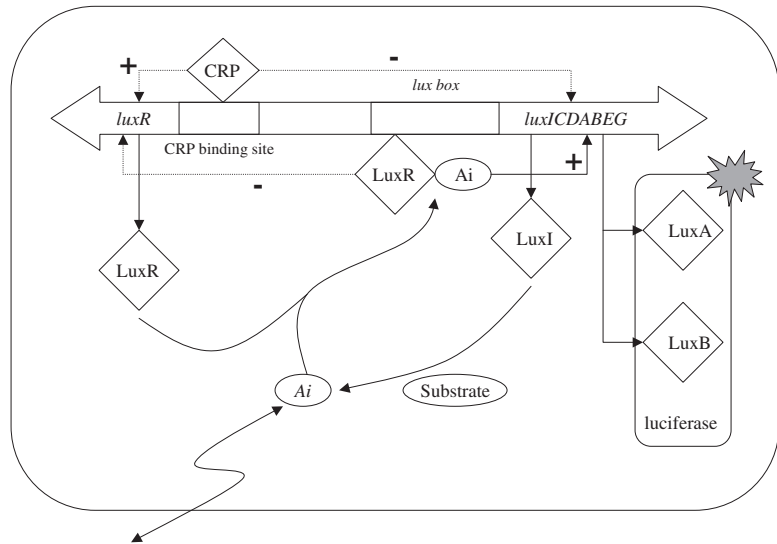 +
CRP
-
lux box
luxR
luxICDABEG
CRP binding site
-
LuxR
Ai
+
LuxR
LuxI
LuxA
LuxB
Ai
Substrate
luciferase